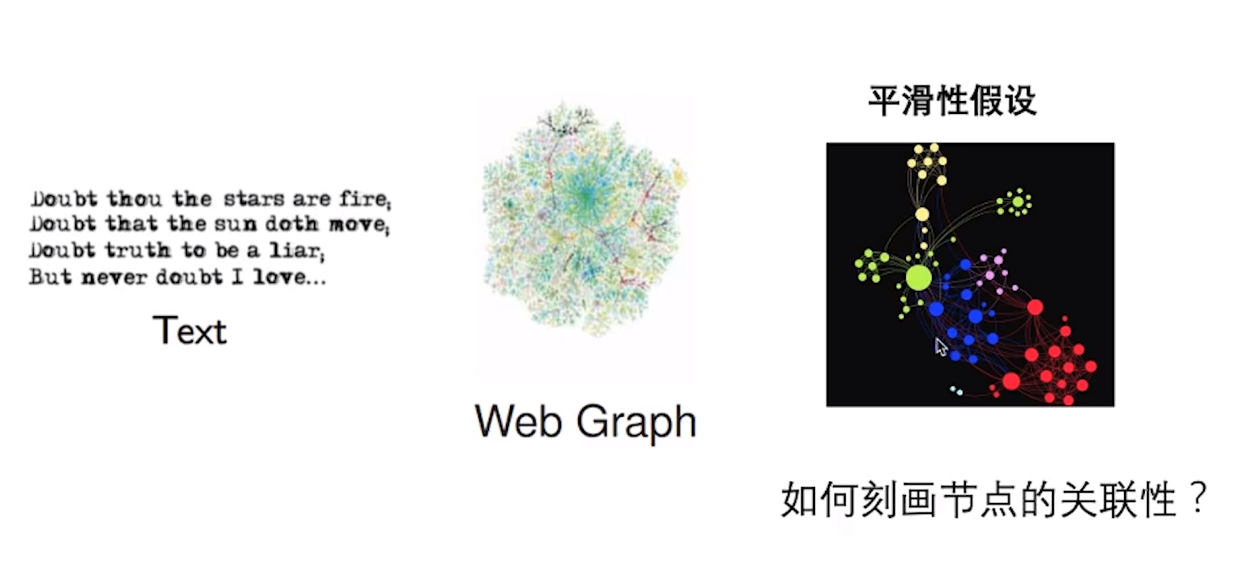 Doubt thou the stars are fire;
Doubt that the sun doth move;
Doubt truth to be a liar;
But never doubt I love...
Text
Web Graph
平滑性假设
如何刻画节点的关联性？